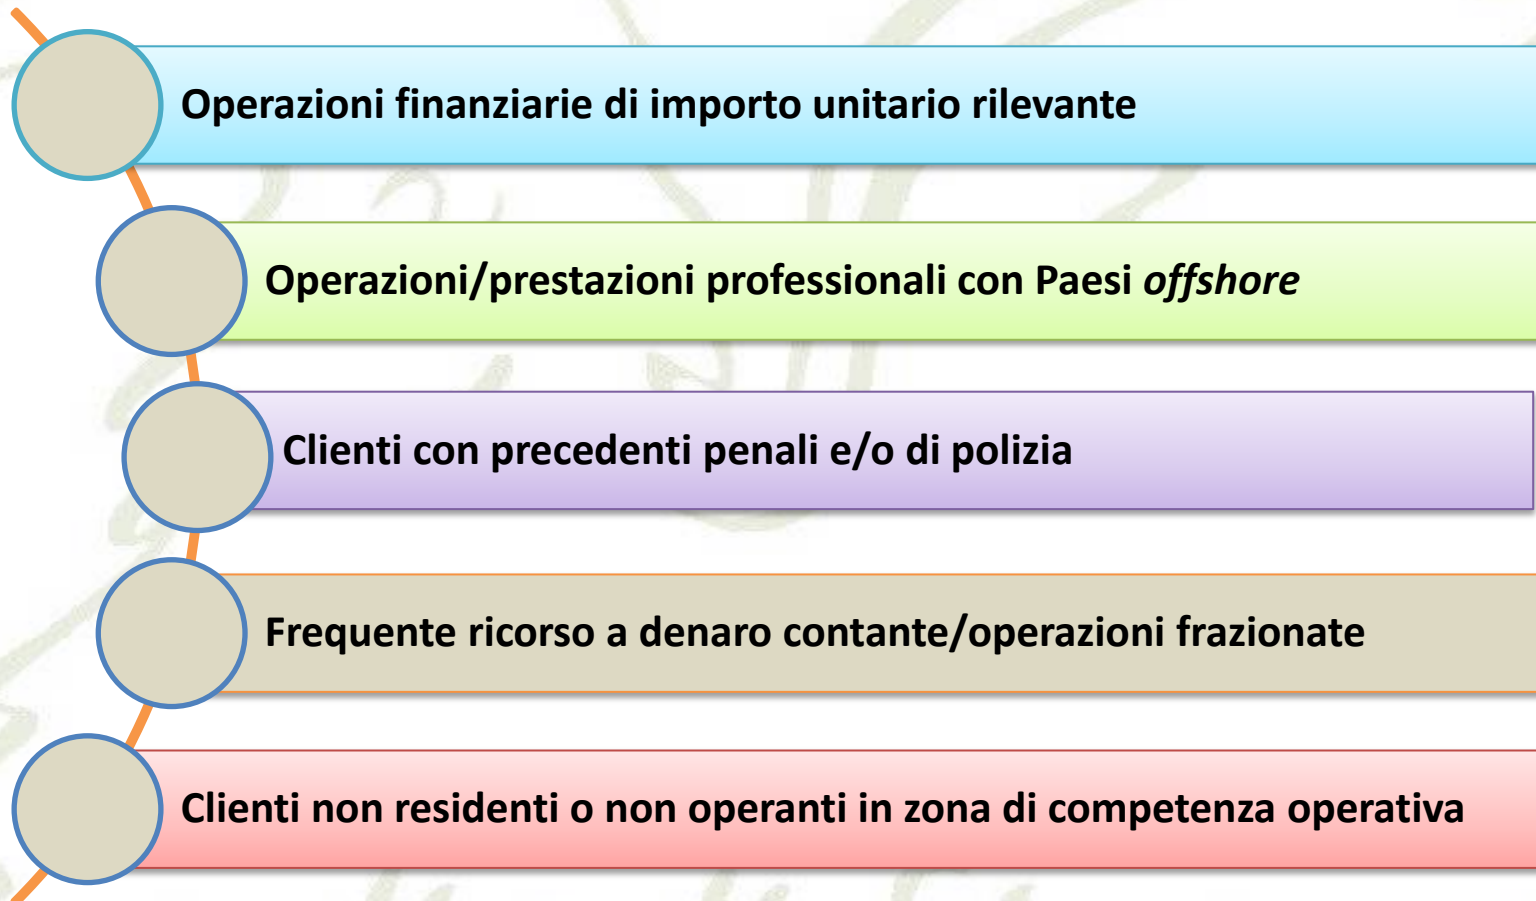 Operazioni finanziarie di importo unitario rilevante
Operazioni/prestazioni professionali con Paesi offshore
Clienti con precedenti penali e/o di polizia
Frequente ricorso a denaro contante/operazioni frazionate
Clienti non residenti o non operanti in zona di competenza operativa